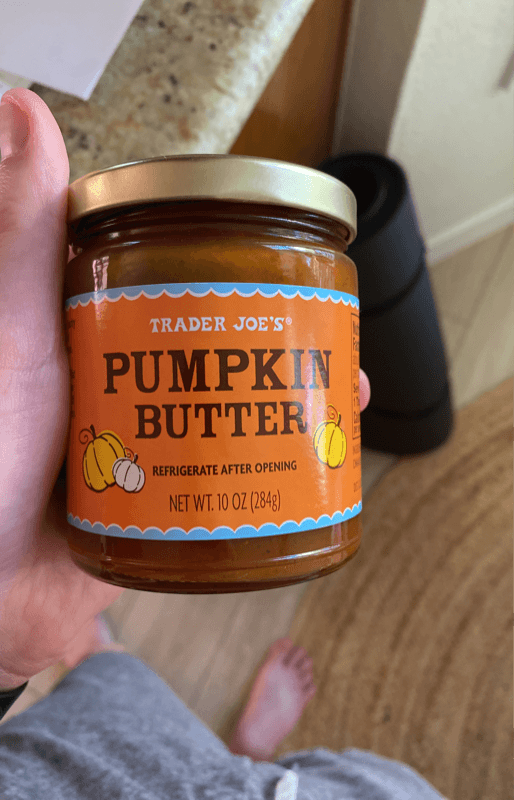 TRADER JOE'S®
PUMPKIN
BUTTER
REFRIGERATE AFTER OPENING
NET WT. 10 OZ (284g)